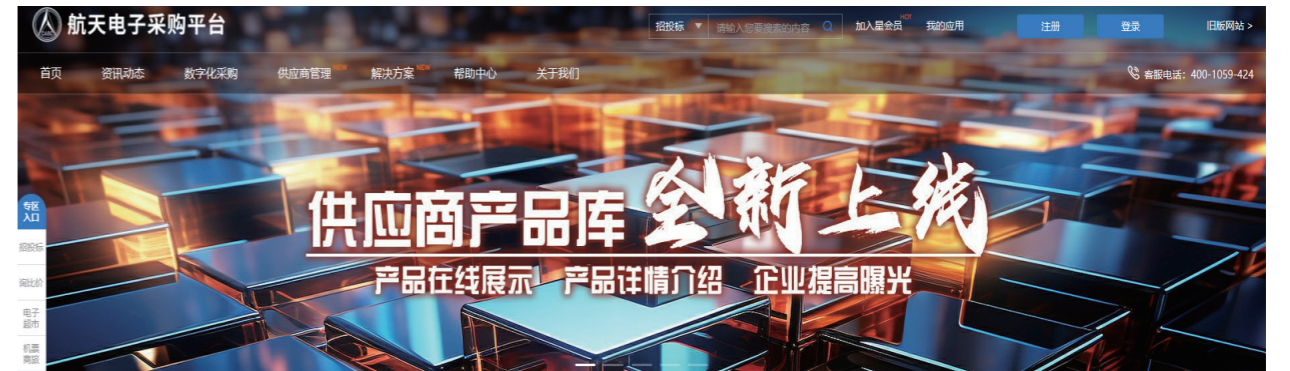 航天电子采购平台
招投标 ▼ 请输入您要搜索的内容
加入星会员 HOT
我的应用
注册
登录
旧版网站 >
首页 资讯动态 数字化采购 供应商管理 NEW 解决方案 NEW 帮助中心 关于我们
客服电话：400-1059-424
供应商产品库 全新上线
产品在线展示 产品详情介绍 企业提高曝光
专区
入口
招投标
询比价
电子
超市
机票
商旅